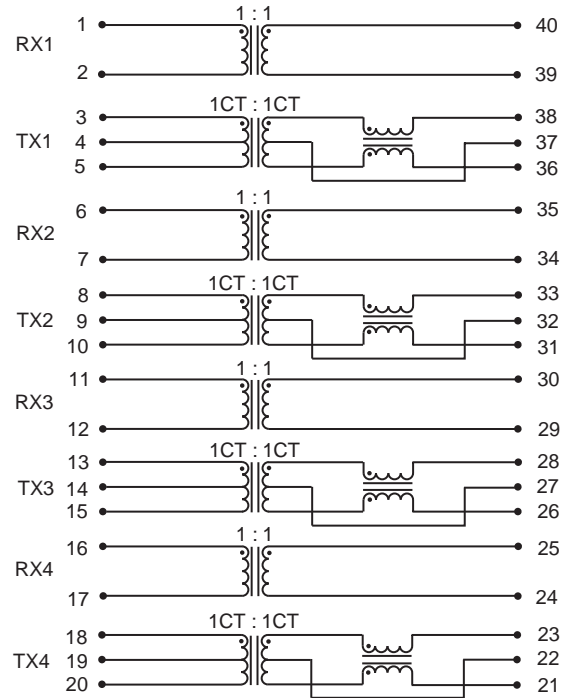 1 1 : 1 40
RX1
2 39
1CT : 1CT
3 38
TX1 4 37
5 36
1 : 1
6 35
RX2
7 34
1CT : 1CT
8 33
TX2 9 32
10 31
1 : 1
11 30
RX3
12 29
1CT : 1CT
13 28
TX3 14 27
15 26
1 : 1
16 25
RX4
17 24
1CT : 1CT
18 23
TX4 19 22
20 21